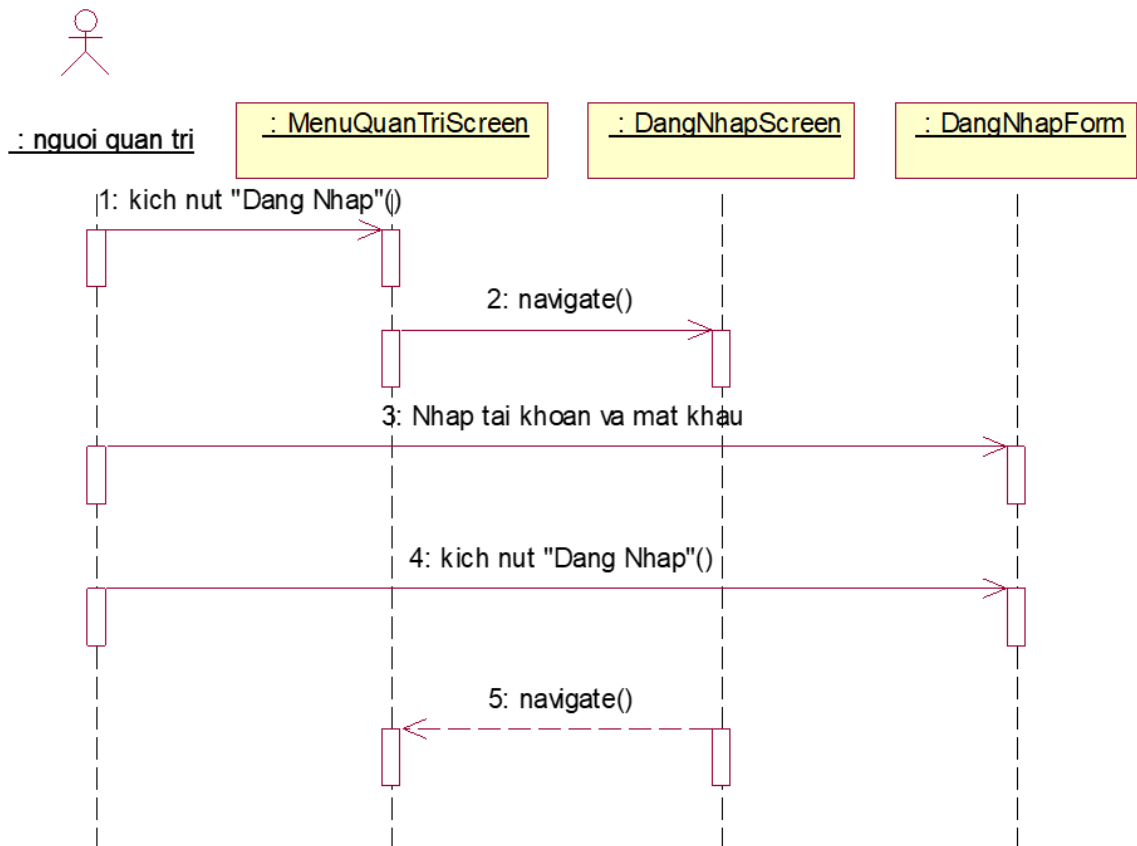 : nguoi quan tri
: MenuQuanTriScreen
: DangNhapScreen
: DangNhapForm
1: kich nut "Dang Nhap"()
2: navigate()
3: Nhap tai khoan va mat khau
4: kich nut "Dang Nhap"()
5: navigate()